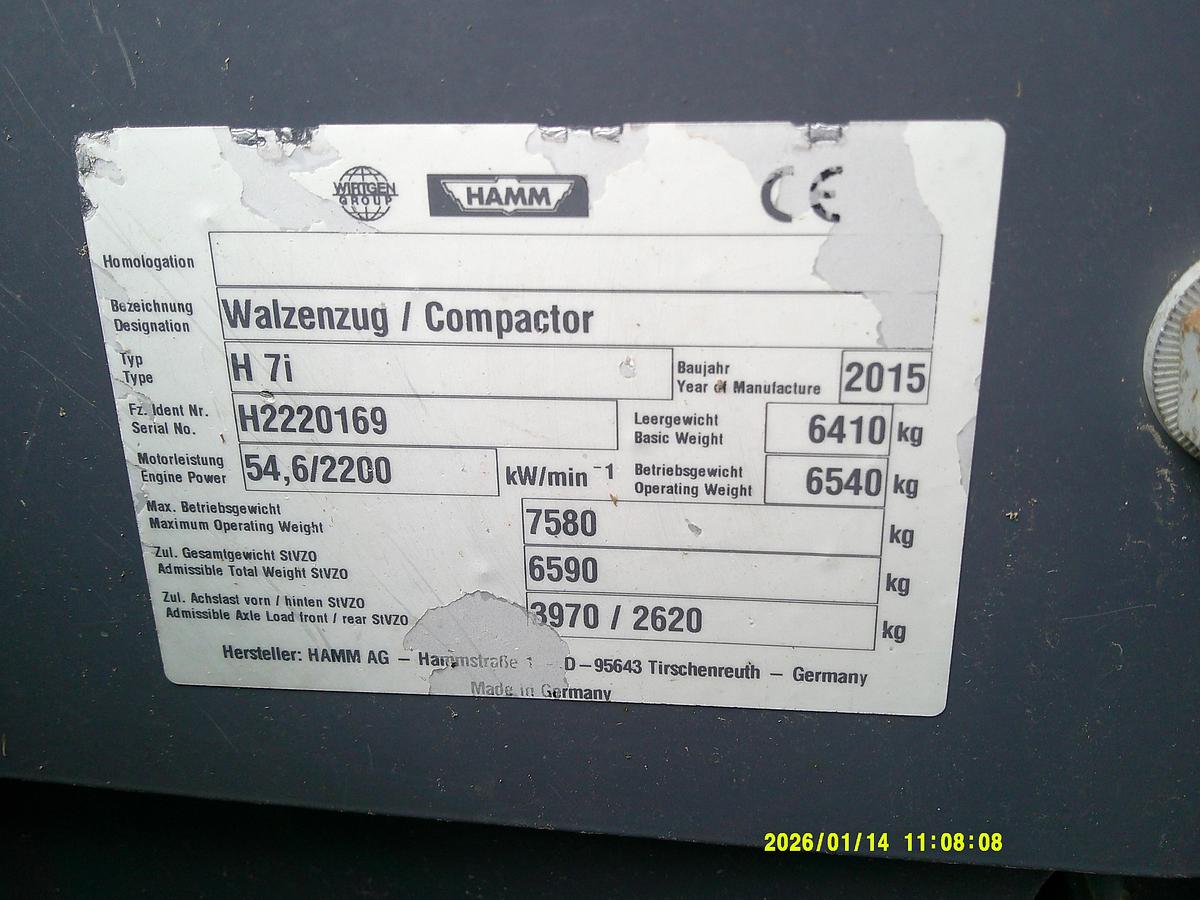 WIRTGEN
GROUP
HAMM
CE
Homologation
Bezeichnung
Designation
Walzenzug / Compactor
Typ
Type
H 7i
Baujahr
Year of Manufacture
2015
Fz. Ident Nr.
Serial No.
H2220169
Leergewicht
Basic Weight
6410 kg
Motorleistung
Engine Power
54,6/2200 kW/min ⁻¹
Betriebsgewicht
Operating Weight
6540 kg
Max. Betriebsgewicht
Maximum Operating Weight
7580 kg
Zul. Gesamtgewicht StVZO
Admissible Total Weight StVZO
6590 kg
Zul. Achslast vorn / hinten StVZO
Admissible Axle Load front / rear StVZO
3970 / 2620 kg
Hersteller: HAMM AG – Hammstraße 1 – D–95643 Tirschenreuth – Germany
Made in Germany
2026/01/14 11:08:08